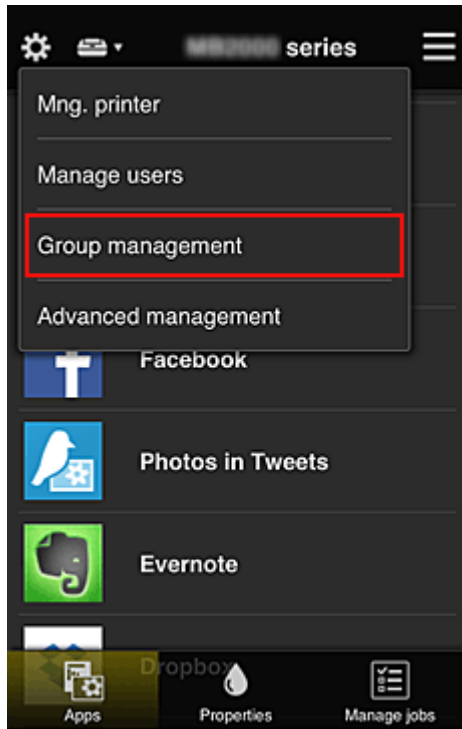 series
Mng. printer
Manage users
Group management
Advanced management
Facebook
Photos in Tweets
Evernote
Dropbox
Apps
Properties
Manage jobs